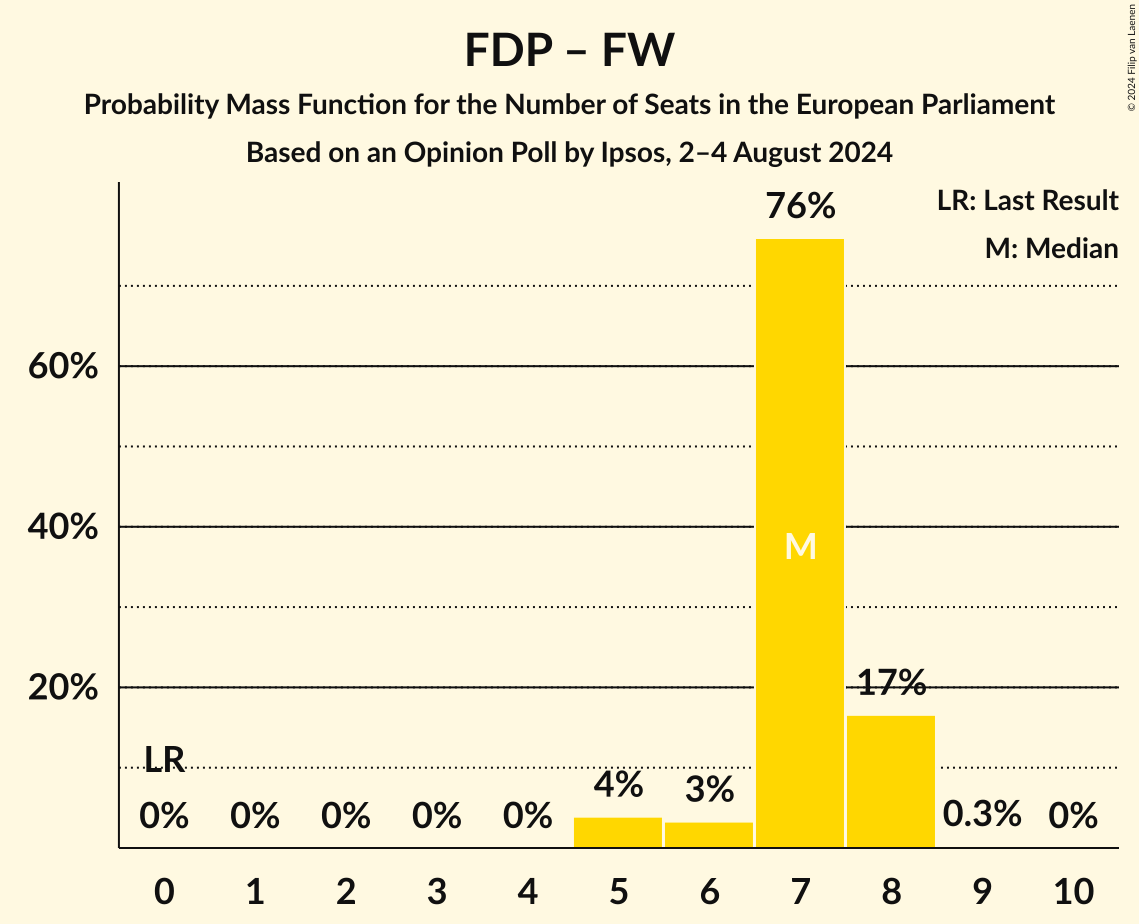 FDP – FW
Probability Mass Function for the Number of Seats in the European Parliament
Based on an Opinion Poll by Ipsos, 2–4 August 2024
© 2024 Filip van Laenen
LR: Last Result
M: Median
76%
60%
40%
M
20%
17%
LR
4%
3%
0%
0%
0%
0%
0%
0.3%
0%
0 1 2 3 4 5 6 7 8 9 10